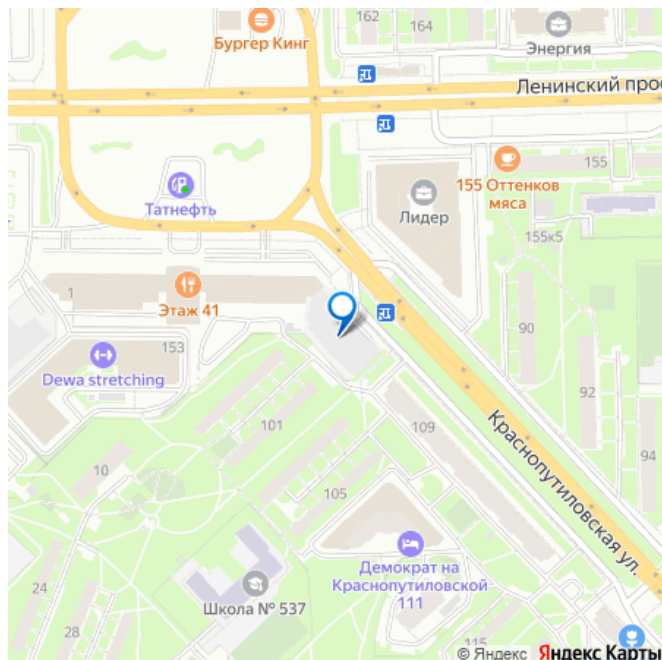 162
164
Бургер Кинг
Энергия
Ленинский прос
155
155 Оттенков
мяса
Татнефть
Лидер
155к5
1
Этаж 41
90
153
Dewa stretching
92
101
109
Краснопутиловская ул.
94
10
105
Демократ на
Краснопутиловской
111
24
Школа № 537
28
115
© Яндекс Яндекс Карты